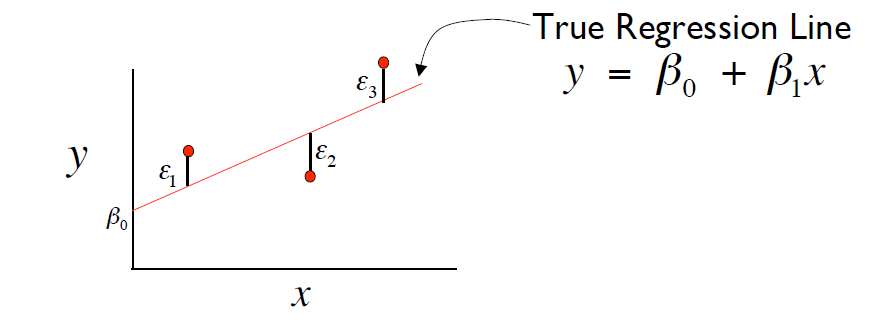 True Regression Line
y = β₀ + β₁x
ε₃
y
ε₁
ε₂
β₀
x